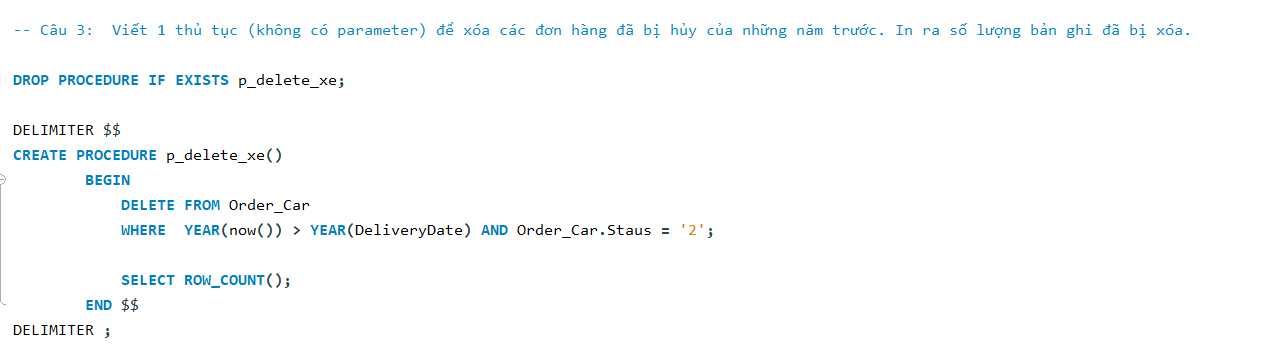 -- Câu 3:  Viết 1 thủ tục (không có parameter) để xóa các đơn hàng đã bị hủy của những năm trước. In ra số lượng bản ghi đã bị xóa.
DROP PROCEDURE IF EXISTS p_delete_xe;
DELIMITER $$
CREATE PROCEDURE p_delete_xe()
BEGIN
DELETE FROM Order_Car
WHERE  YEAR(now()) > YEAR(DeliveryDate) AND Order_Car.Staus = '2';
SELECT ROW_COUNT();
END $$
DELIMITER ;